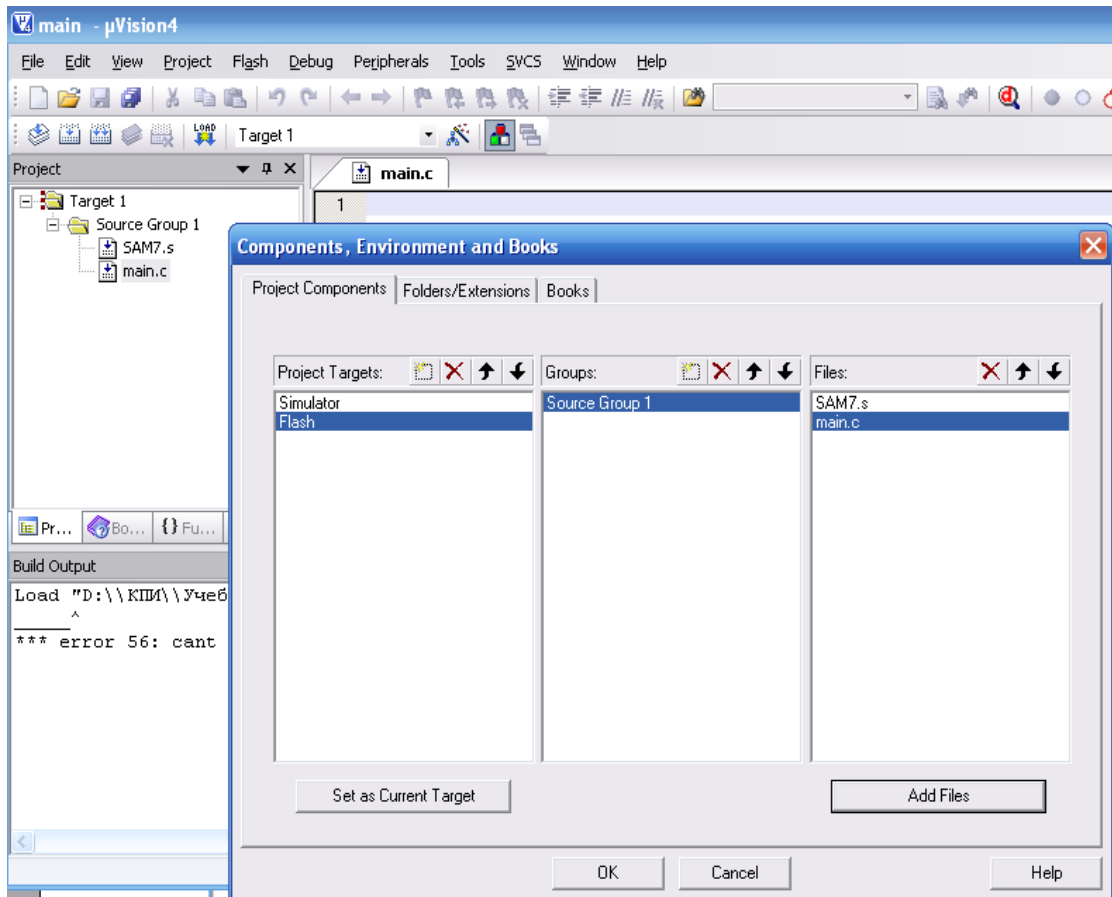 main - µVision4
File Edit View Project Flash Debug Peripherals Tools SVCS Window Help
LOAD Target 1
Project
main.c
Target 1
1
Source Group 1
SAM7.s
main.c
Components, Environment and Books
Project Components Folders/Extensions Books
Project Targets: Groups: Files:
Simulator Source Group 1 SAM7.s
Flash main.c
Pr... Bo... {} Fu...
Build Output
Load "D:\\КПИ\\Учеб
^
*** error 56: cant
Set as Current Target Add Files
OK Cancel Help